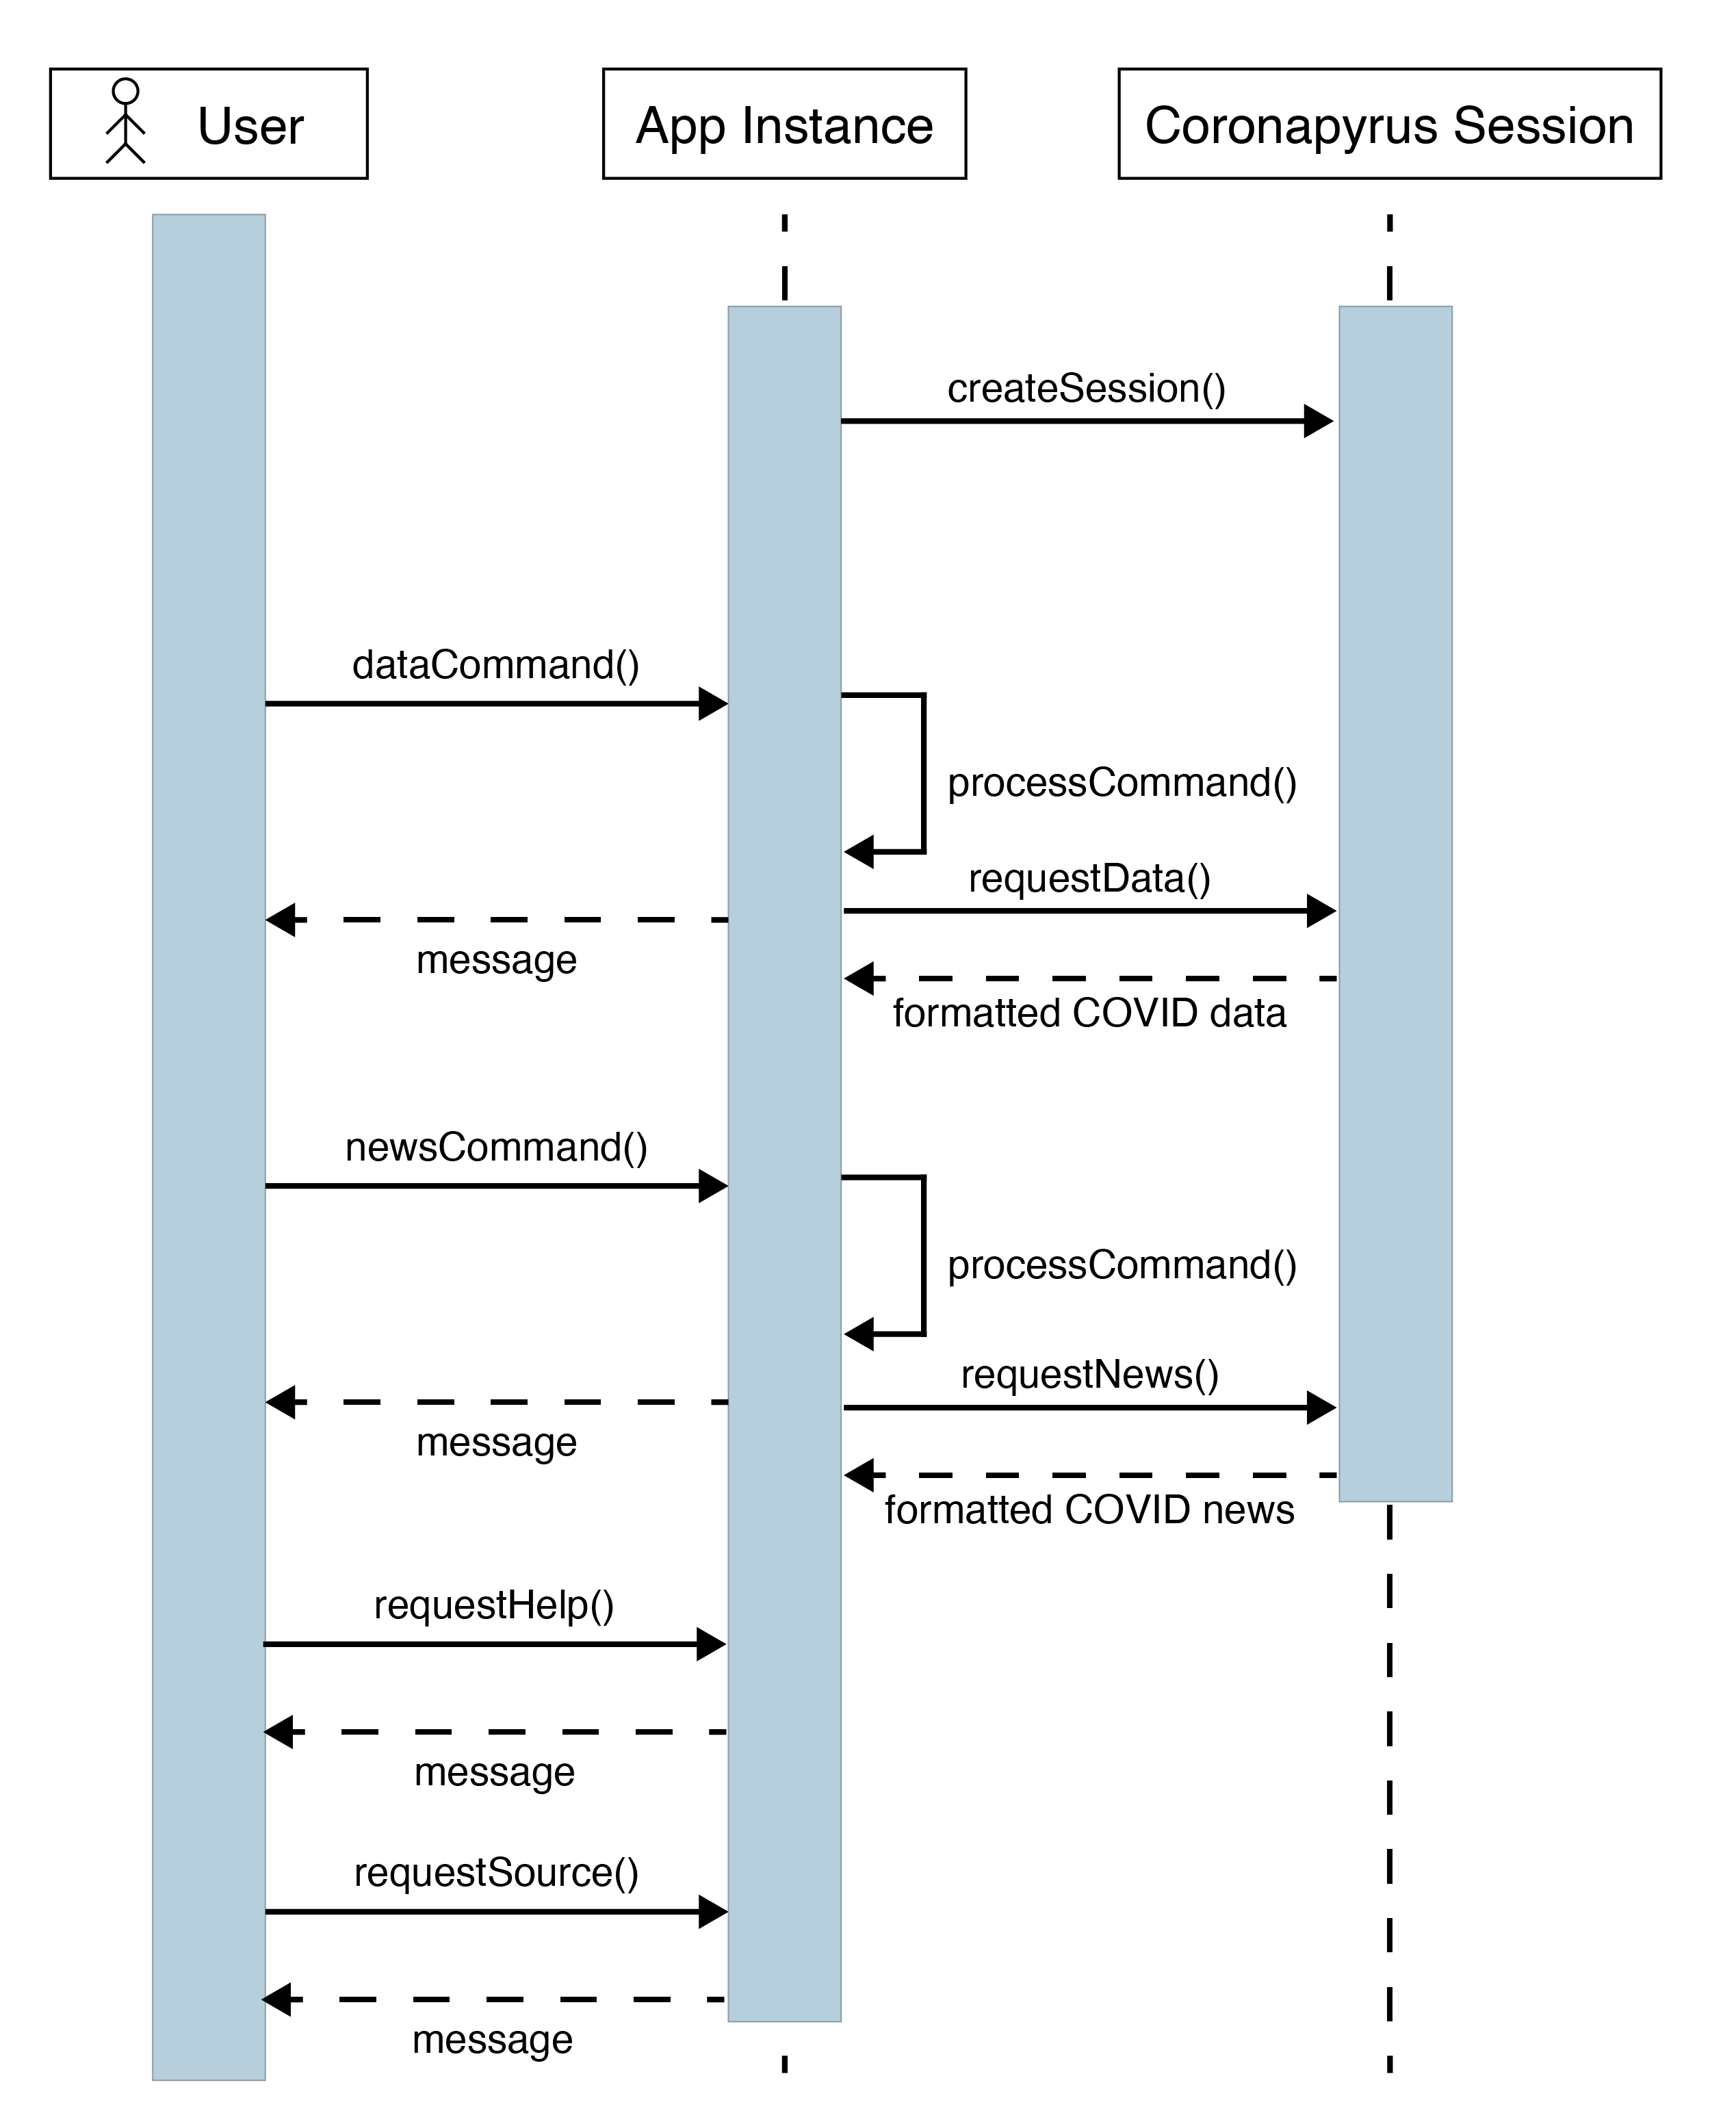 User
App Instance
Coronapyrus Session
createSession()
dataCommand()
processCommand()
requestData()
message
formatted COVID data
newsCommand()
processCommand()
requestNews()
message
formatted COVID news
requestHelp()
message
requestSource()
message